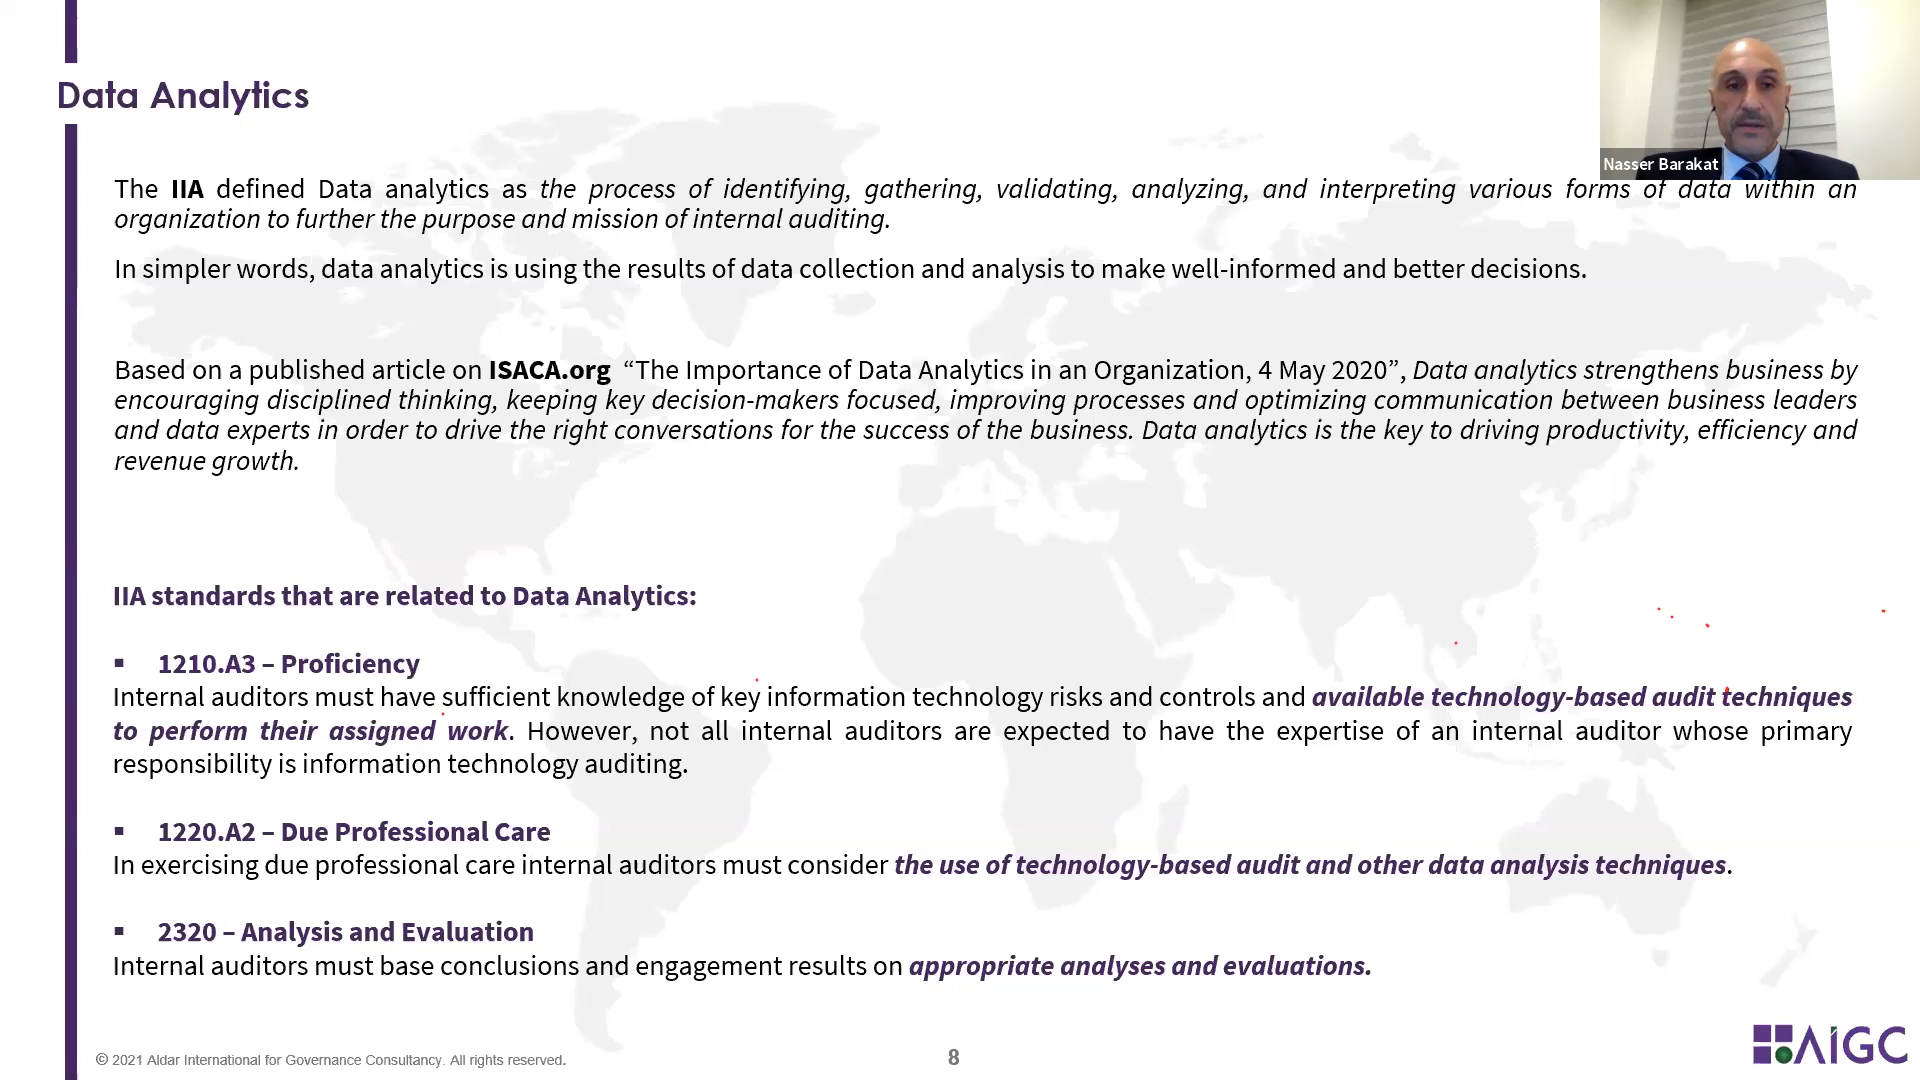 Data Analytics
Nasser Barakat
The IIA defined Data analytics as the process of identifying, gathering, validating, analyzing, and interpreting various forms of data within an
organization to further the purpose and mission of internal auditing.
In simpler words, data analytics is using the results of data collection and analysis to make well-informed and better decisions.
Based on a published article on ISACA.org “The Importance of Data Analytics in an Organization, 4 May 2020”, Data analytics strengthens business by
encouraging disciplined thinking, keeping key decision-makers focused, improving processes and optimizing communication between business leaders
and data experts in order to drive the right conversations for the success of the business. Data analytics is the key to driving productivity, efficiency and
revenue growth.
IIA standards that are related to Data Analytics:
▪ 1210.A3 – Proficiency
Internal auditors must have sufficient knowledge of key information technology risks and controls and available technology-based audit techniques
to perform their assigned work. However, not all internal auditors are expected to have the expertise of an internal auditor whose primary
responsibility is information technology auditing.
▪ 1220.A2 – Due Professional Care
In exercising due professional care internal auditors must consider the use of technology-based audit and other data analysis techniques.
▪ 2320 – Analysis and Evaluation
Internal auditors must base conclusions and engagement results on appropriate analyses and evaluations.
© 2021 Aldar International for Governance Consultancy. All rights reserved.
8
AIGC